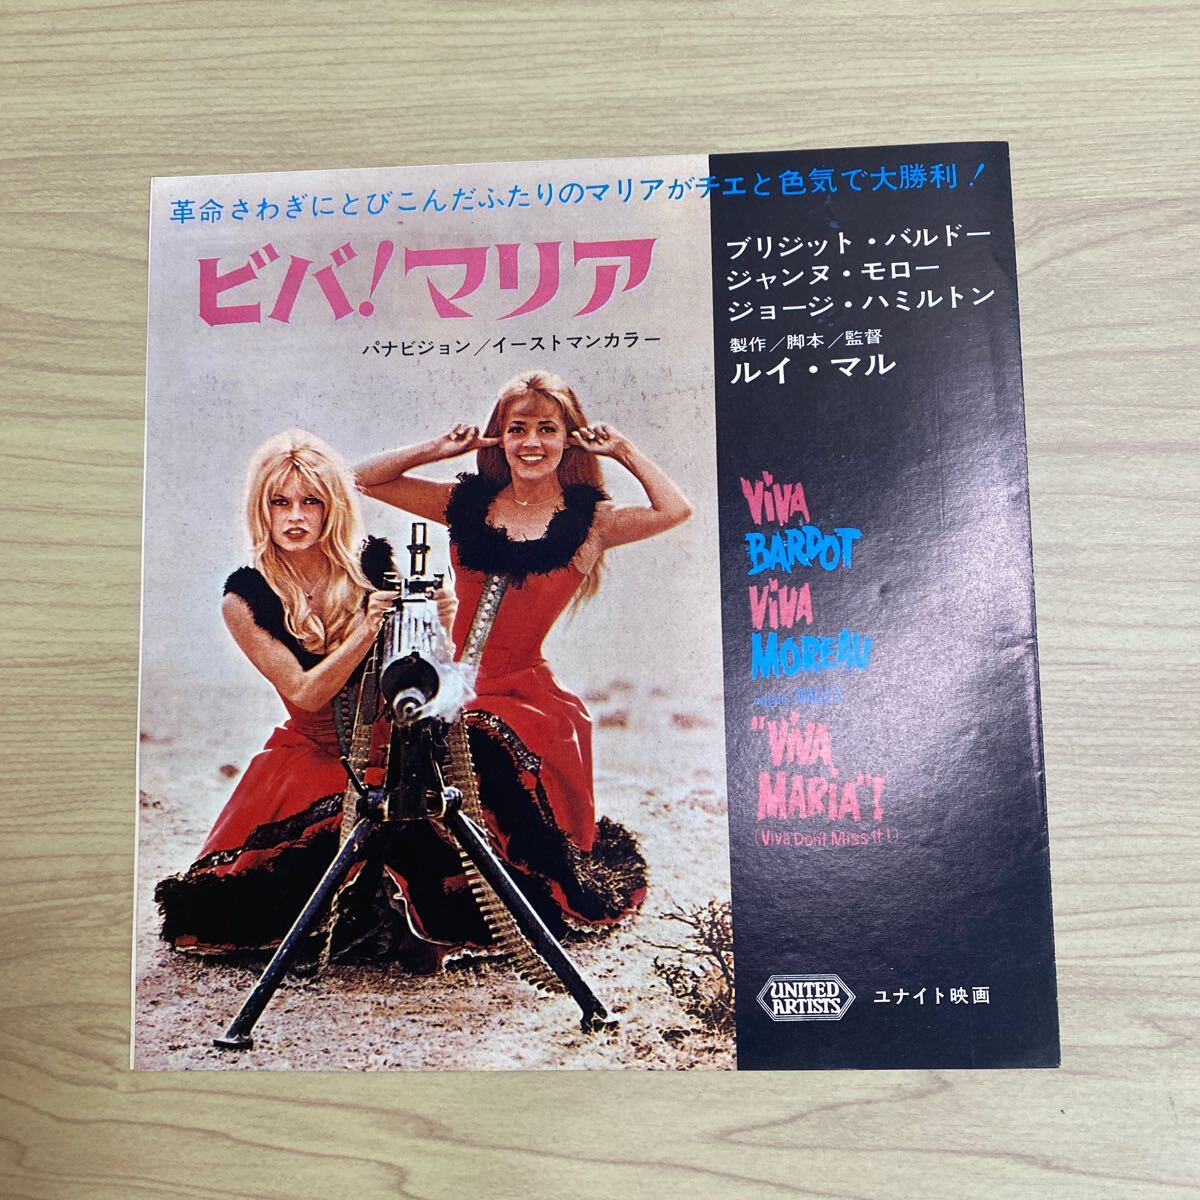 革命さわぎにとびこんだふたりのマリアがチエと色気で大勝利！
ビバ！マリア
パナビジョン／イーストマンカラー
ブリジット・バルドー
ジャンヌ・モロー
ジョージ・ハミルトン
製作／脚本／監督
ルイ・マル
ViVA
BARDOT
ViVA
MOREAU
MALLE'S
"ViVA
MARiA"!
(Viva Don't Miss It!)
UNITED
ARTISTS
ユナイト映画